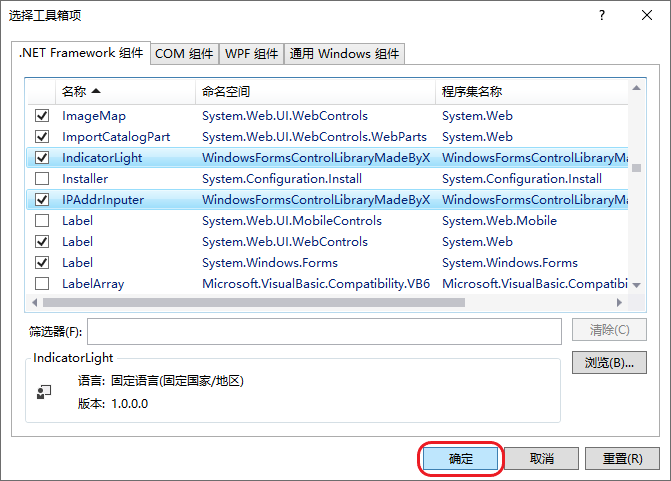 选择工具箱项
.NET Framework 组件 COM 组件 WPF 组件 通用 Windows 组件
名称 命名空间 程序集名称
ImageMap System.Web.UI.WebControls System.Web
ImportCatalogPart System.Web.UI.WebControls.WebParts System.Web
IndicatorLight WindowsFormsControlLibraryMadeByX WindowsFormsControlLibraryMa
Installer System.Configuration.Install System.Configuration.Install
IPAddrInputer WindowsFormsControlLibraryMadeByX WindowsFormsControlLibraryMa
Label System.Web.UI.MobileControls System.Web.Mobile
Label System.Web.UI.WebControls System.Web
Label System.Windows.Forms System.Windows.Forms
LabelArray Microsoft.VisualBasic.Compatibility.VB6 Microsoft.VisualBasic.Compatil
筛选器(F): 清除(C)
IndicatorLight 浏览(B)...
语言: 固定语言(固定国家/地区)
版本: 1.0.0.0
确定 取消 重置(R)